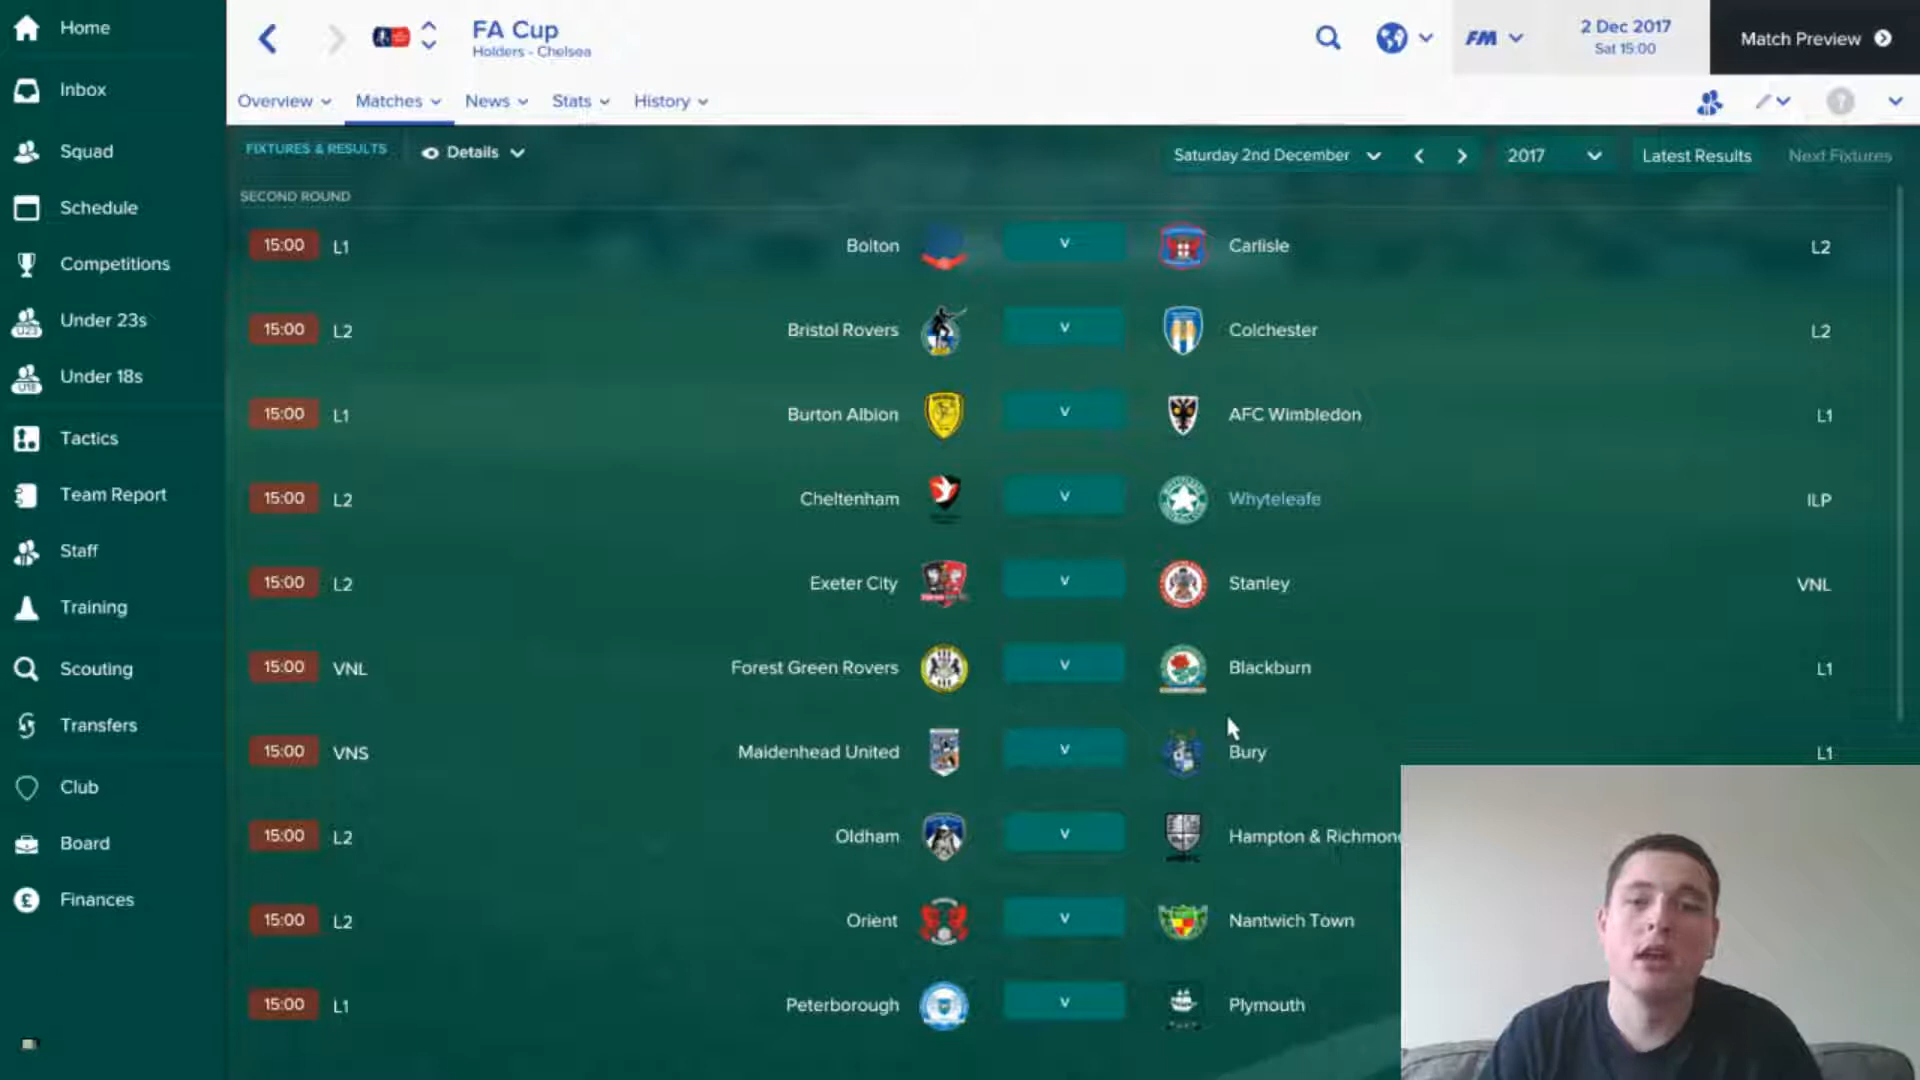 Home
Inbox
Squad
Schedule
Competitions
Under 23s
Under 18s
Tactics
Team Report
Staff
Training
Scouting
Transfers
Club
Board
Finances
FA Cup
Holders - Chelsea
FM
2 Dec 2017
Sat 15:00
Match Preview
Overview
Matches
News
Stats
History
FIXTURES & RESULTS
Details
Saturday 2nd December
2017
Latest Results
Next Fixtures
SECOND ROUND
15:00 L1 Bolton v Carlisle L2
15:00 L2 Bristol Rovers v Colchester L2
15:00 L1 Burton Albion v AFC Wimbledon L1
15:00 L2 Cheltenham v Whyteleafe ILP
15:00 L2 Exeter City v Stanley VNL
15:00 VNL Forest Green Rovers v Blackburn L1
15:00 VNS Maidenhead United v Bury L1
15:00 L2 Oldham v Hampton & Richmon
15:00 L2 Orient v Nantwich Town
15:00 L1 Peterborough v Plymouth